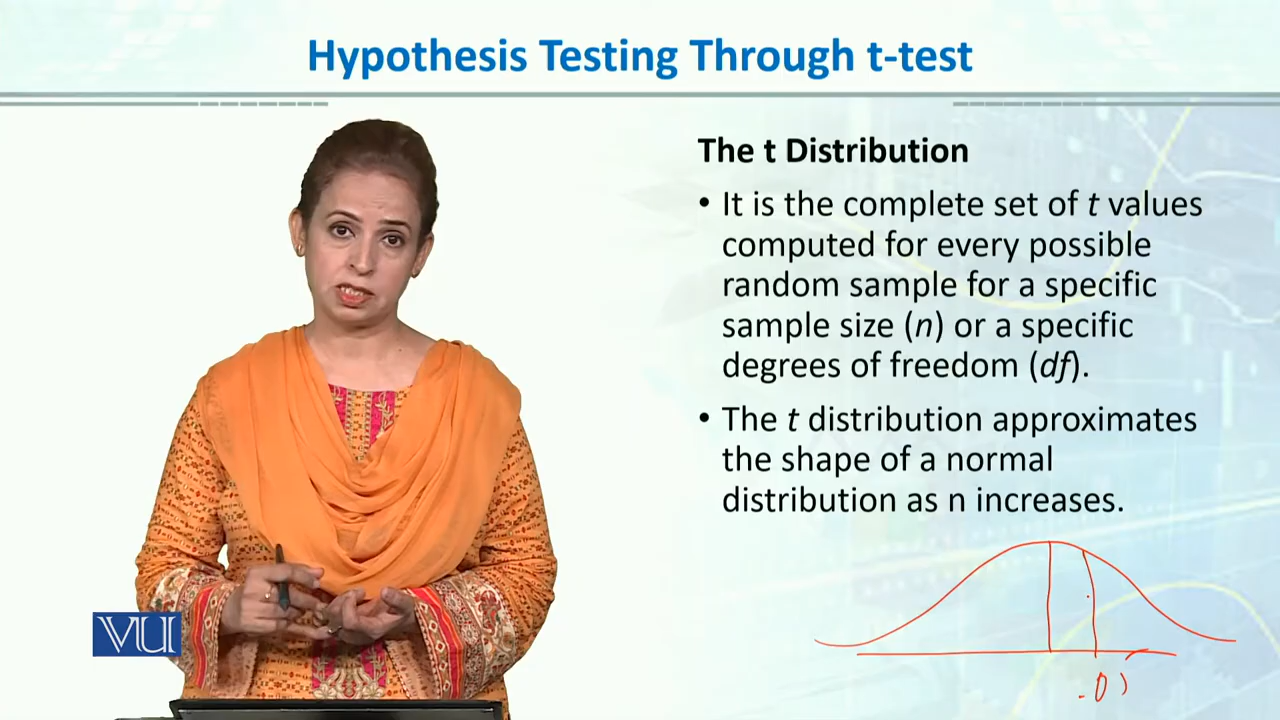 Hypothesis Testing Through t-test
The t Distribution
• It is the complete set of t values
computed for every possible
random sample for a specific
sample size (n) or a specific
degrees of freedom (df).
• The t distribution approximates
the shape of a normal
distribution as n increases.
VU